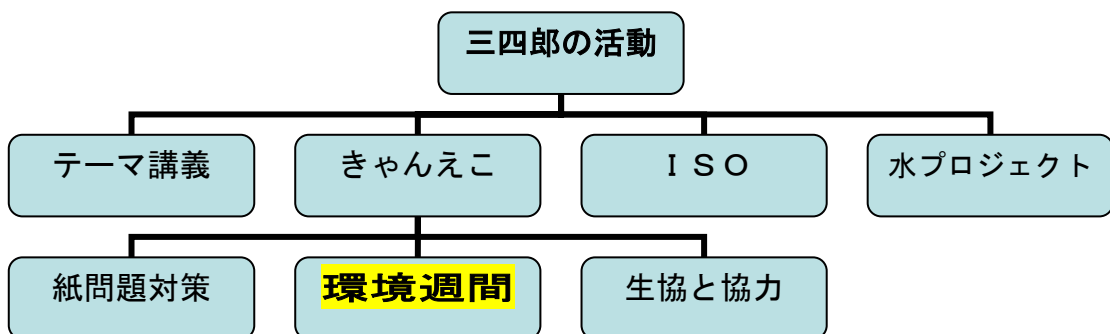 三四郎の活動
テーマ講義
きゃんえこ
ＩＳＯ
水プロジェクト
紙問題対策
環境週間
生協と協力